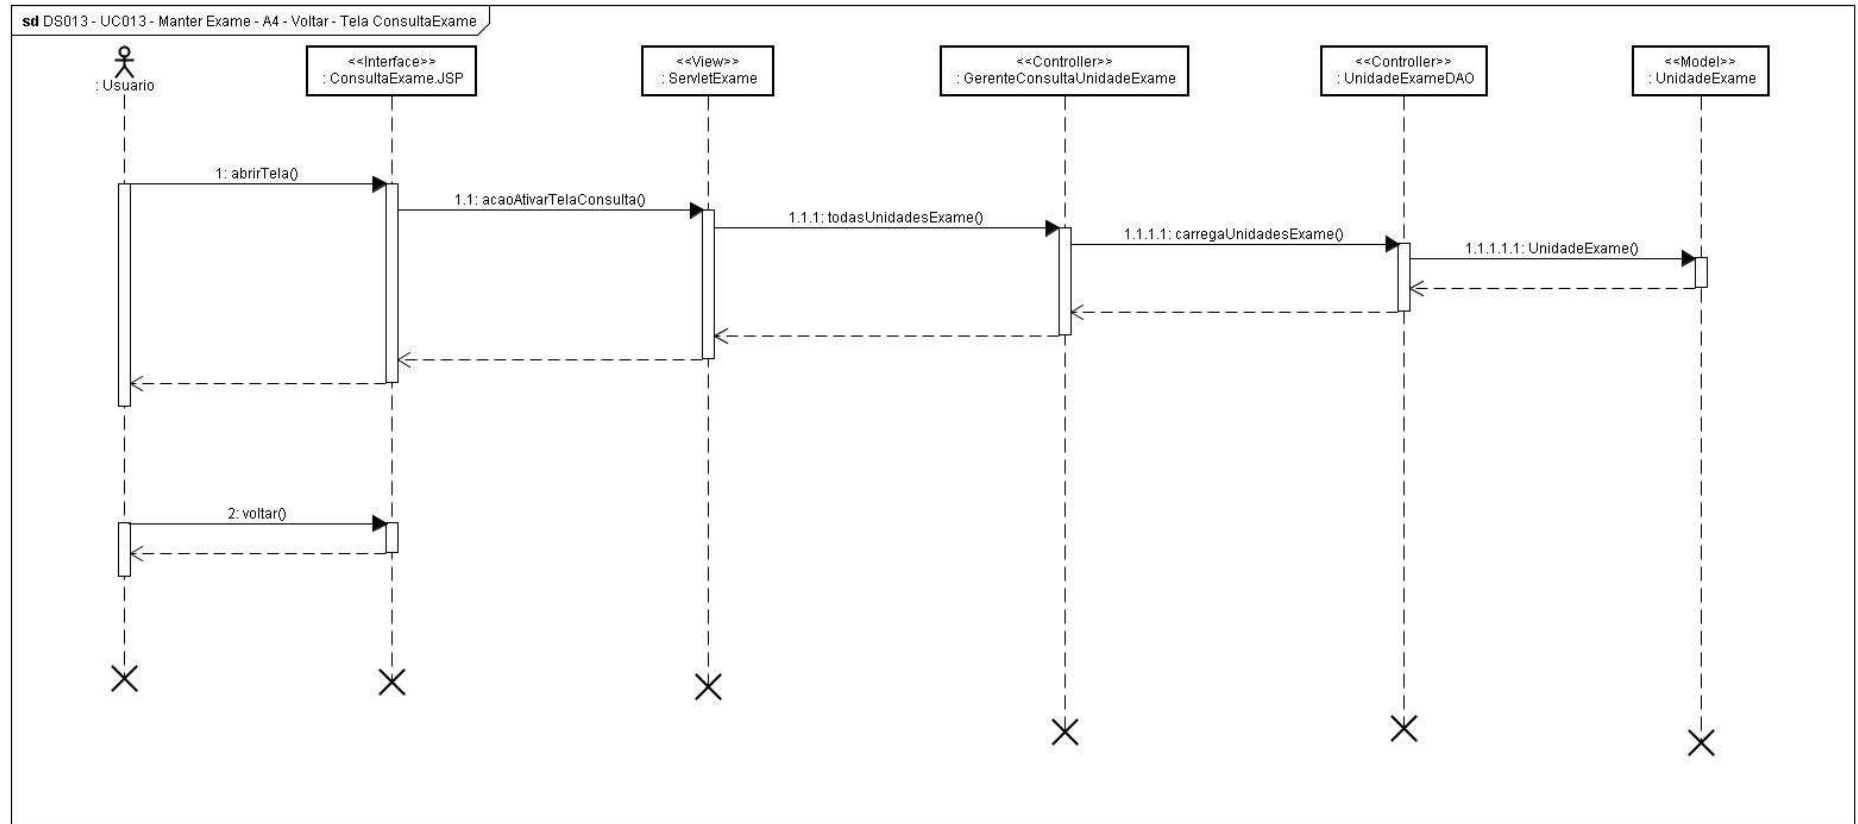 sd DS013 - UC013 - Manter Exame - A4 - Voltar - Tela ConsultaExame
: Usuario
<<Interface>>
: ConsultaExame.JSP
<<View>>
: ServletExame
<<Controller>>
: GerenteConsultaUnidadeExame
<<Controller>>
: UnidadeExameDAO
<<Model>>
: UnidadeExame
1: abrirTela()
1.1: acaoAtivarTelaConsulta()
1.1.1: todasUnidadesExame()
1.1.1.1: carregaUnidadesExame()
1.1.1.1.1: UnidadeExame()
2: voltar()